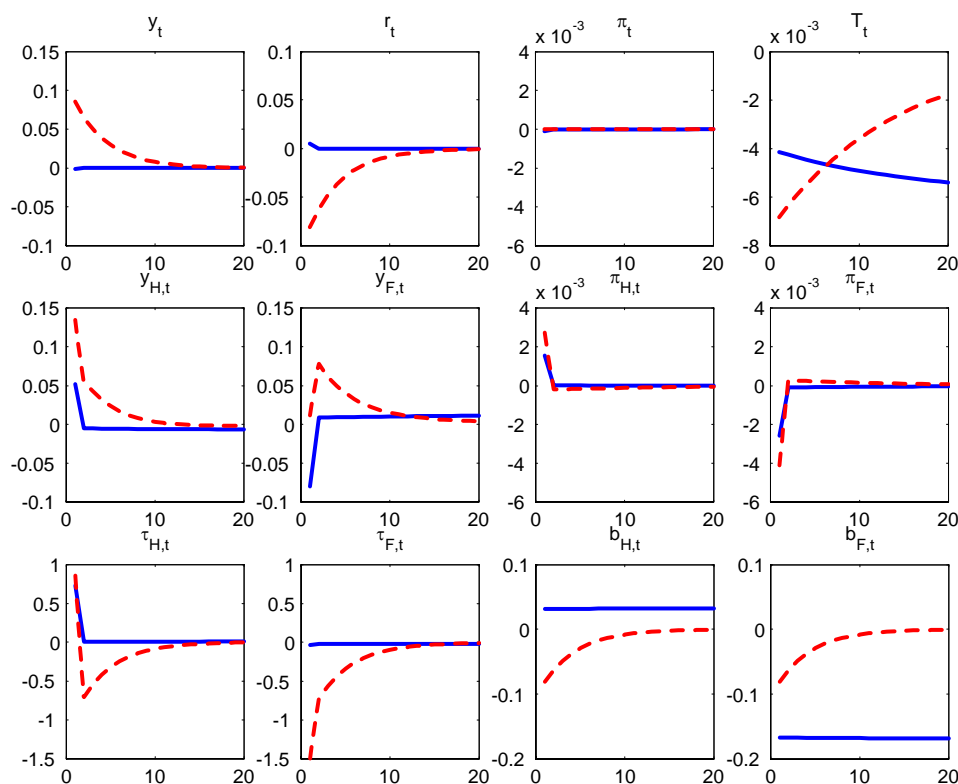 y_t r_t π_t T_t
x 10^-3 x 10^-3
0.15 0.1 4 0
0.1 0.05 2 -2
0.05 0 0 -4
0 -0.05 -2 -6
-0.05 -4
-0.1 -0.1 -6 -8
0 10 20 0 10 20 0 10 20 0 10 20
y_H,t y_F,t π_H,t π_F,t
x 10^-3 x 10^-3
0.15 0.15 4 4
0.1 0.1 2 2
0.05 0.05 0 0
0 0 -2 -2
-0.05 -0.05 -4 -4
-0.1 -0.1 -6 -6
0 10 20 0 10 20 0 10 20 0 10 20
τ_H,t τ_F,t b_H,t b_F,t
1 1 0.1 0.1
0.5 0.5 0 0
0 0 -0.1 -0.1
-0.5 -0.5
-1 -1
-1.5 -1.5 -0.2 -0.2
0 10 20 0 10 20 0 10 20 0 10 20